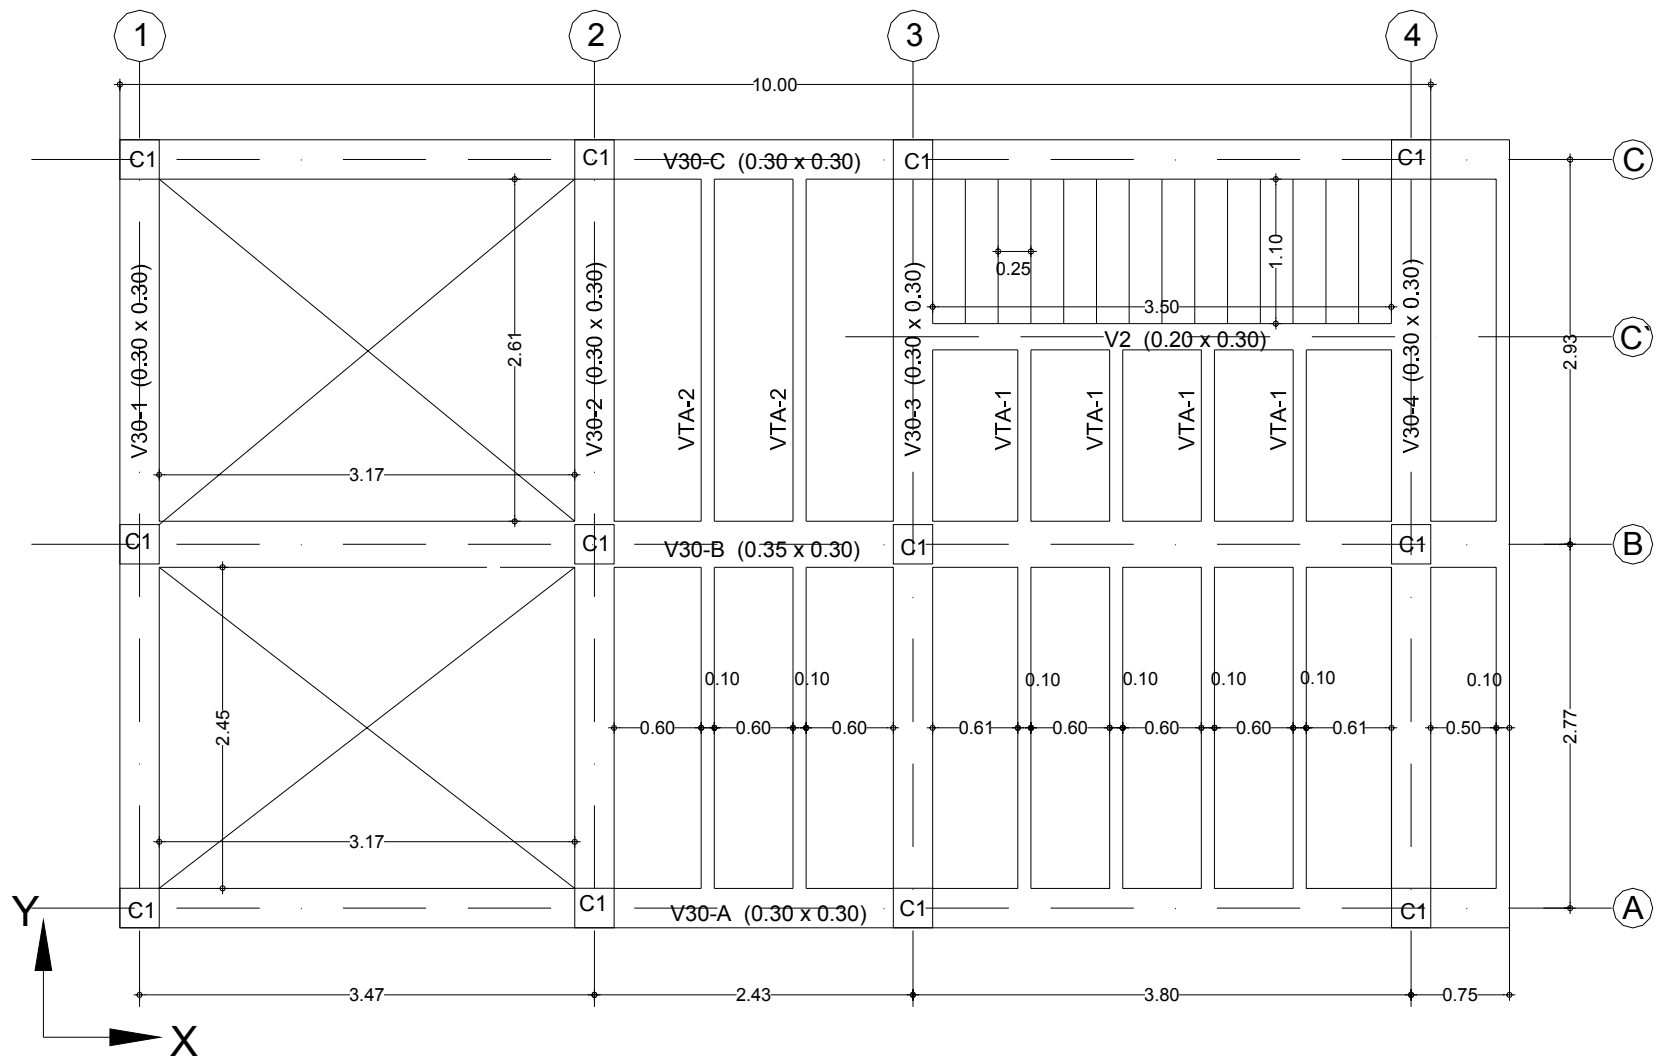 1
2
3
4
10.00
C1
C1
V30-C (0.30 x 0.30)
C1
C1
C
V30-1 (0.30 x 0.30)
2.61
3.17
V30-2 (0.30 x 0.30)
VTA-2
VTA-2
V30-3 (0.30 x 0.30)
0.25
1.10
3.50
V2 (0.20 x 0.30)
VTA-1
VTA-1
VTA-1
VTA-1
V30-4 (0.30 x 0.30)
C`
2.93
C1
C1
V30-B (0.35 x 0.30)
C1
C1
B
2.45
3.17
0.10
0.10
0.10
0.10
0.10
0.10
0.10
0.60
0.60
0.60
0.61
0.60
0.60
0.60
0.61
0.50
2.77
C1
C1
V30-A (0.30 x 0.30)
C1
C1
A
Y
3.47
2.43
3.80
0.75
X